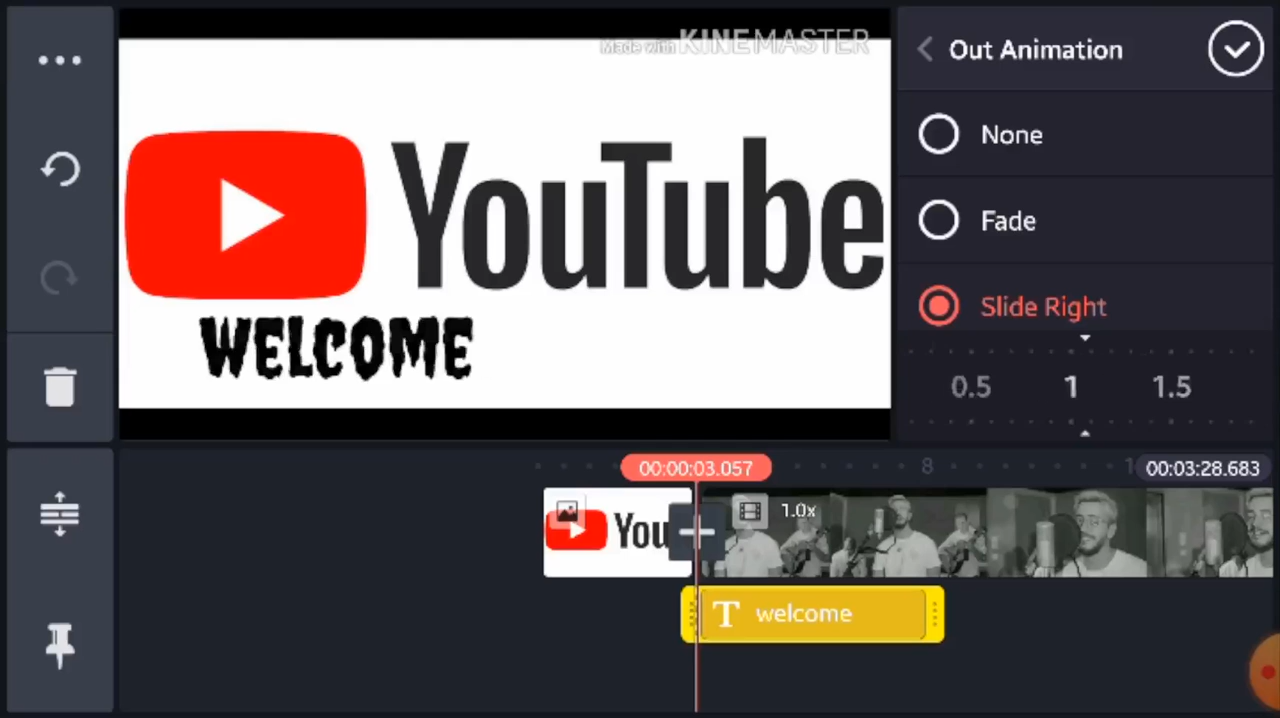 Made with KINEMASTER
YouTube
WELCOME
Out Animation
None
Fade
Slide Right
0.5 1 1.5
00:00:03.057
8
00:03:28.683
You
1.0x
T welcome